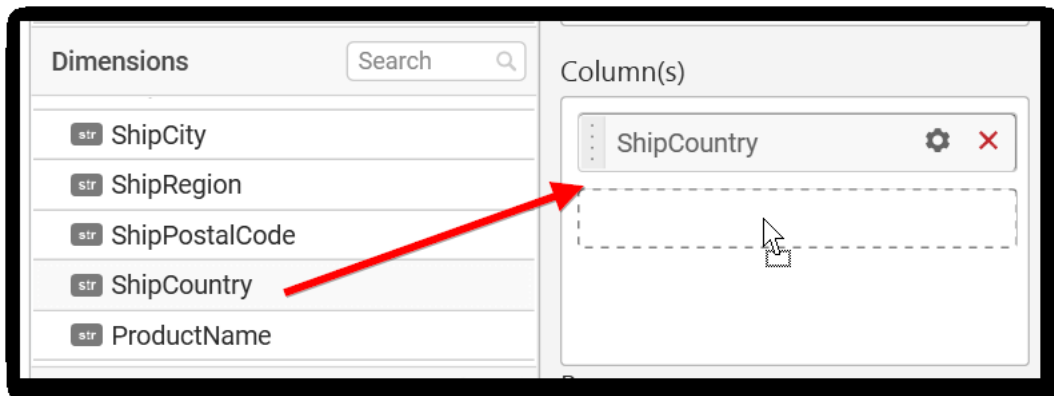 Dimensions
Search
str ShipCity
str ShipRegion
str ShipPostalCode
str ShipCountry
str ProductName
Column(s)
ShipCountry